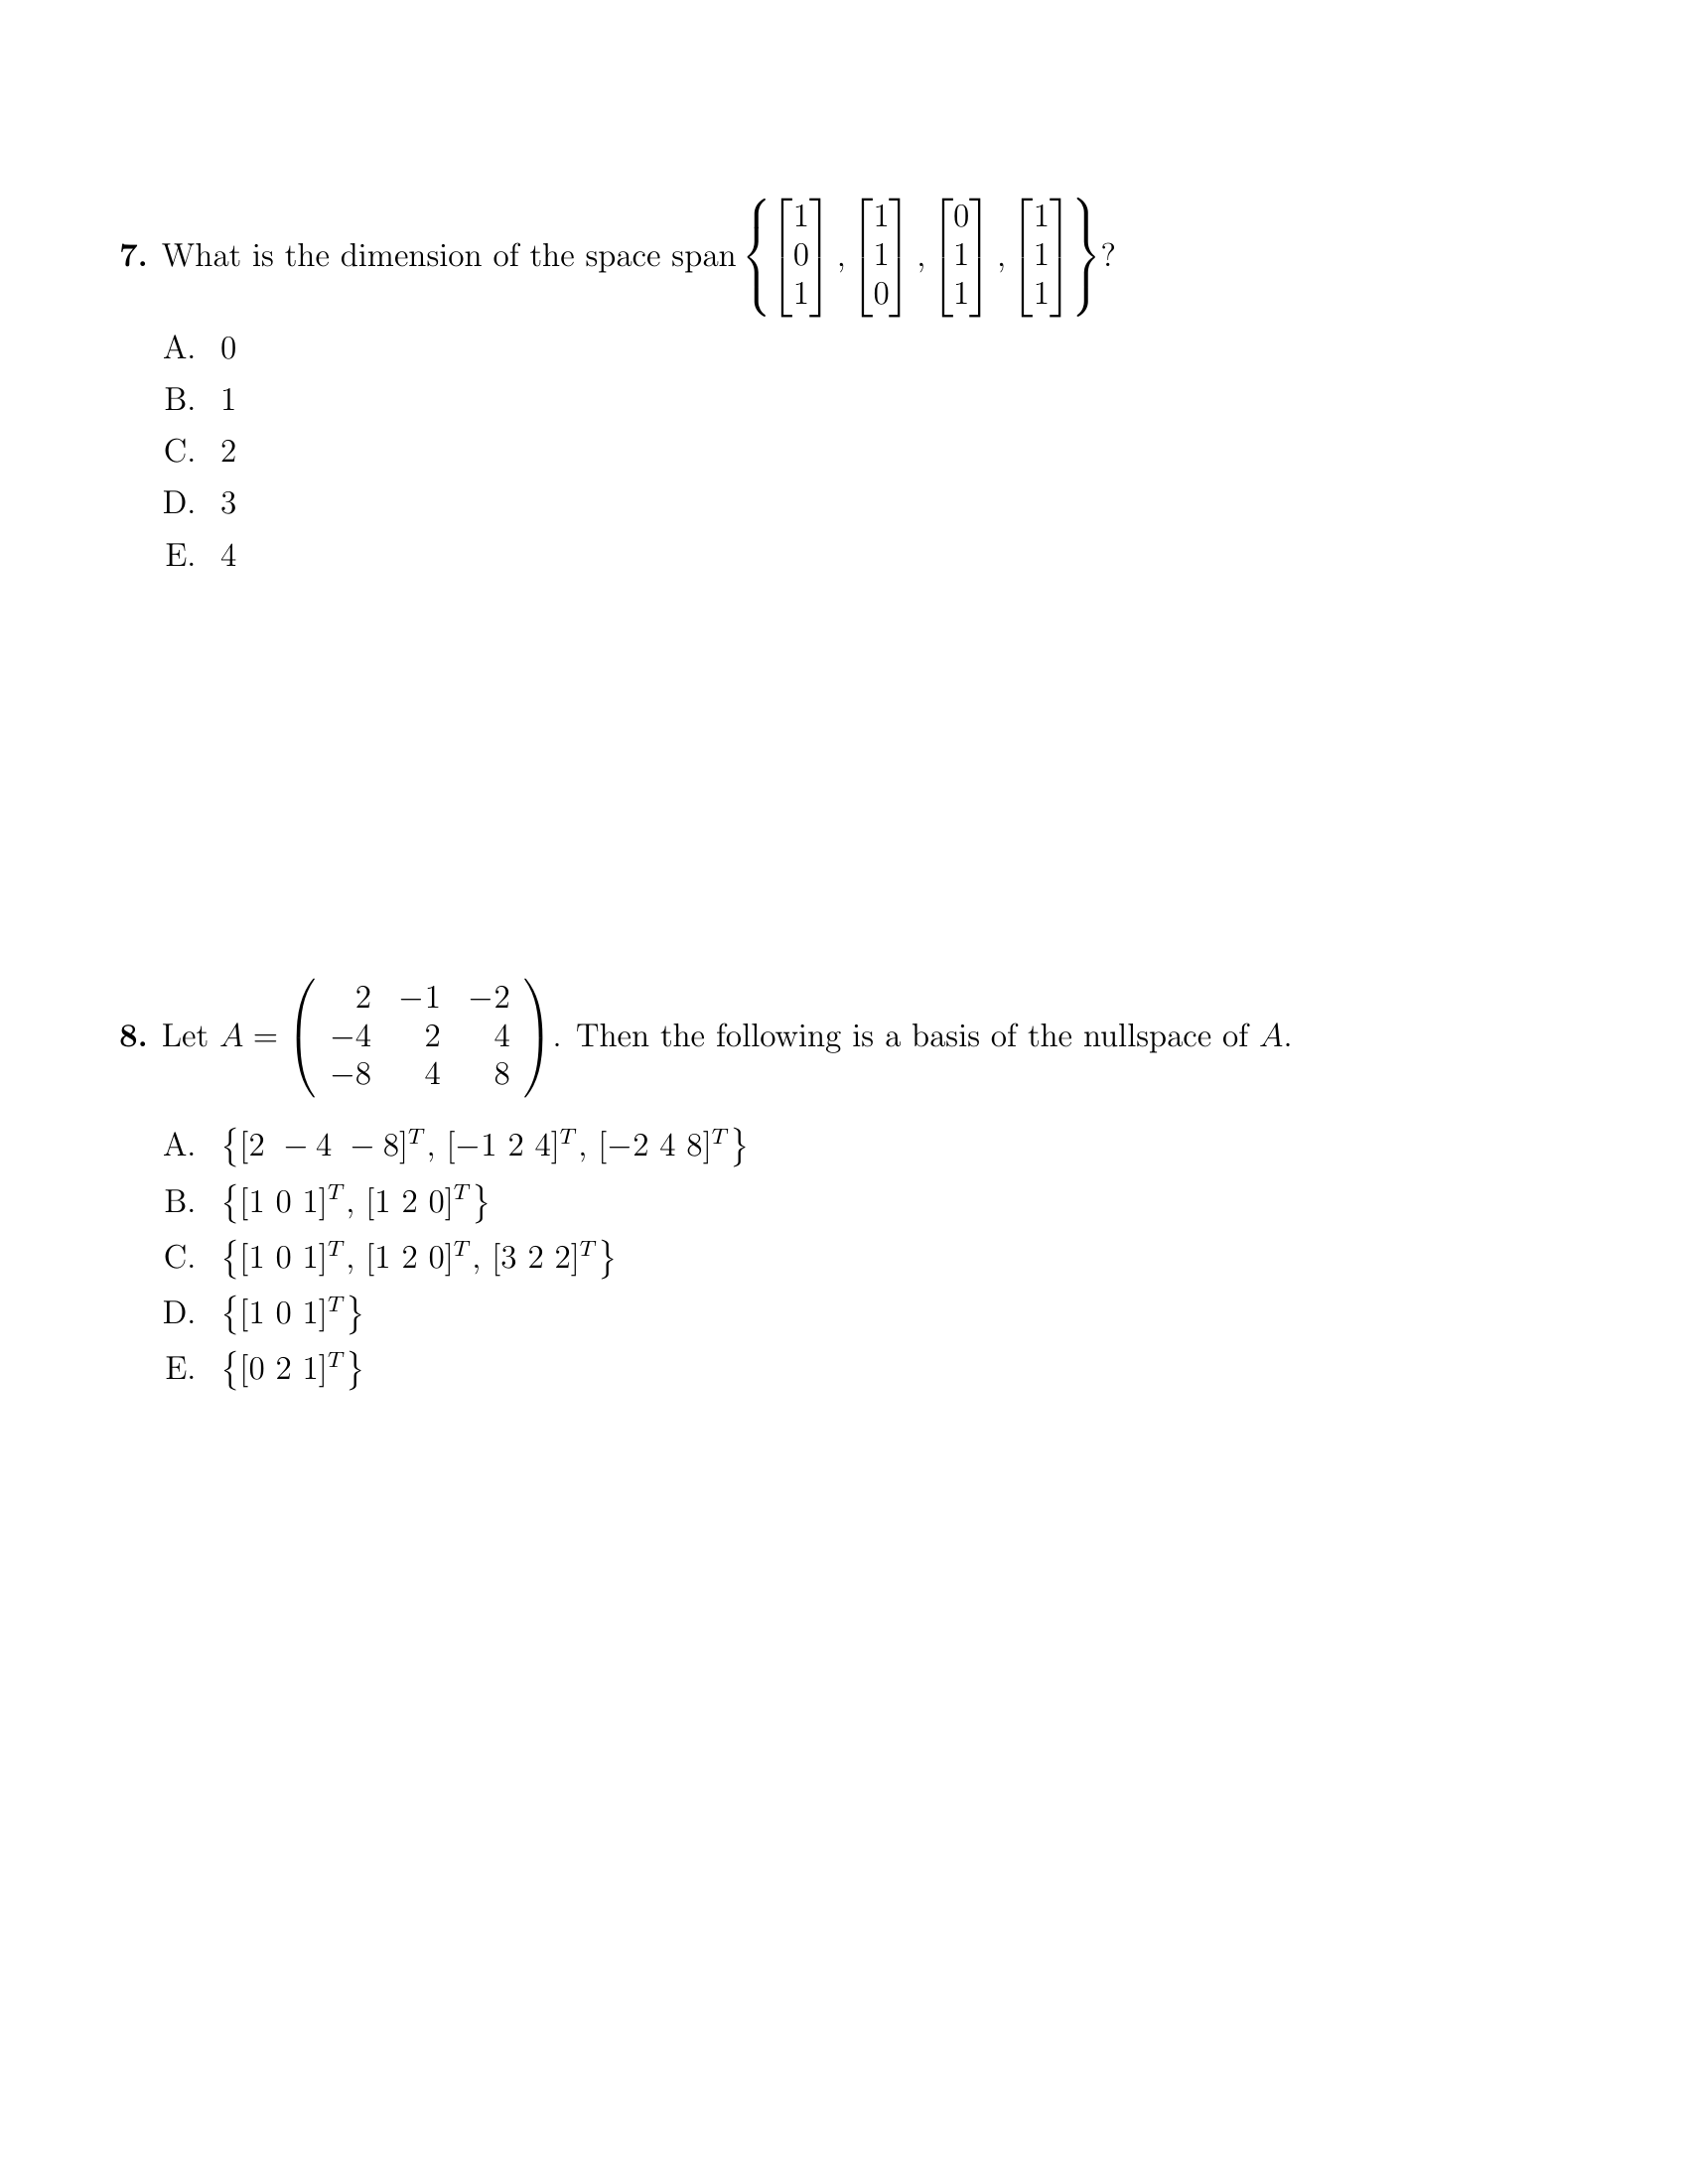 7. What is the dimension of the space span $\left\{ \begin{bmatrix} 1 \\ 0 \\ 1 \end{bmatrix}, \begin{bmatrix} 1 \\ 1 \\ 0 \end{bmatrix}, \begin{bmatrix} 0 \\ 1 \\ 1 \end{bmatrix}, \begin{bmatrix} 1 \\ 1 \\ 1 \end{bmatrix} \right\}$?
A. 0
B. 1
C. 2
D. 3
E. 4
8. Let $A = \begin{pmatrix} 2 & -1 & -2 \\ -4 & 2 & 4 \\ -8 & 4 & 8 \end{pmatrix}$. Then the following is a basis of the nullspace of $A$.
A. $\{[2\ -4\ -8]^T, [-1\ 2\ 4]^T, [-2\ 4\ 8]^T\}$
B. $\{[1\ 0\ 1]^T, [1\ 2\ 0]^T\}$
C. $\{[1\ 0\ 1]^T, [1\ 2\ 0]^T, [3\ 2\ 2]^T\}$
D. $\{[1\ 0\ 1]^T\}$
E. $\{[0\ 2\ 1]^T\}$